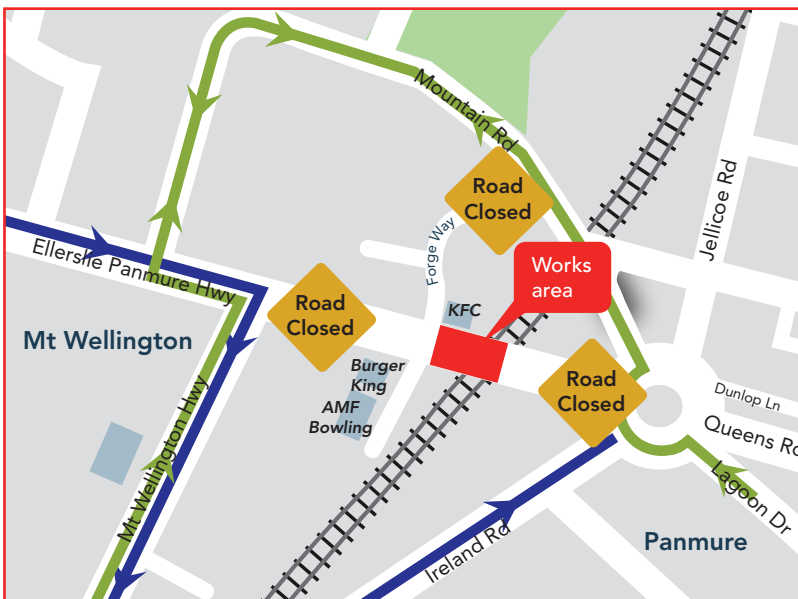 Mountain Rd
Road
Closed
Jellicoe Rd
Forge Way
Works
area
Ellerslie Panmure Hwy
Road
Closed
KFC
Mt Wellington
Burger
King
AMF
Bowling
Road
Closed
Dunlop Ln
Queens Rd
Mt Wellington Hwy
Lagoon Dr
Ireland Rd
Panmure